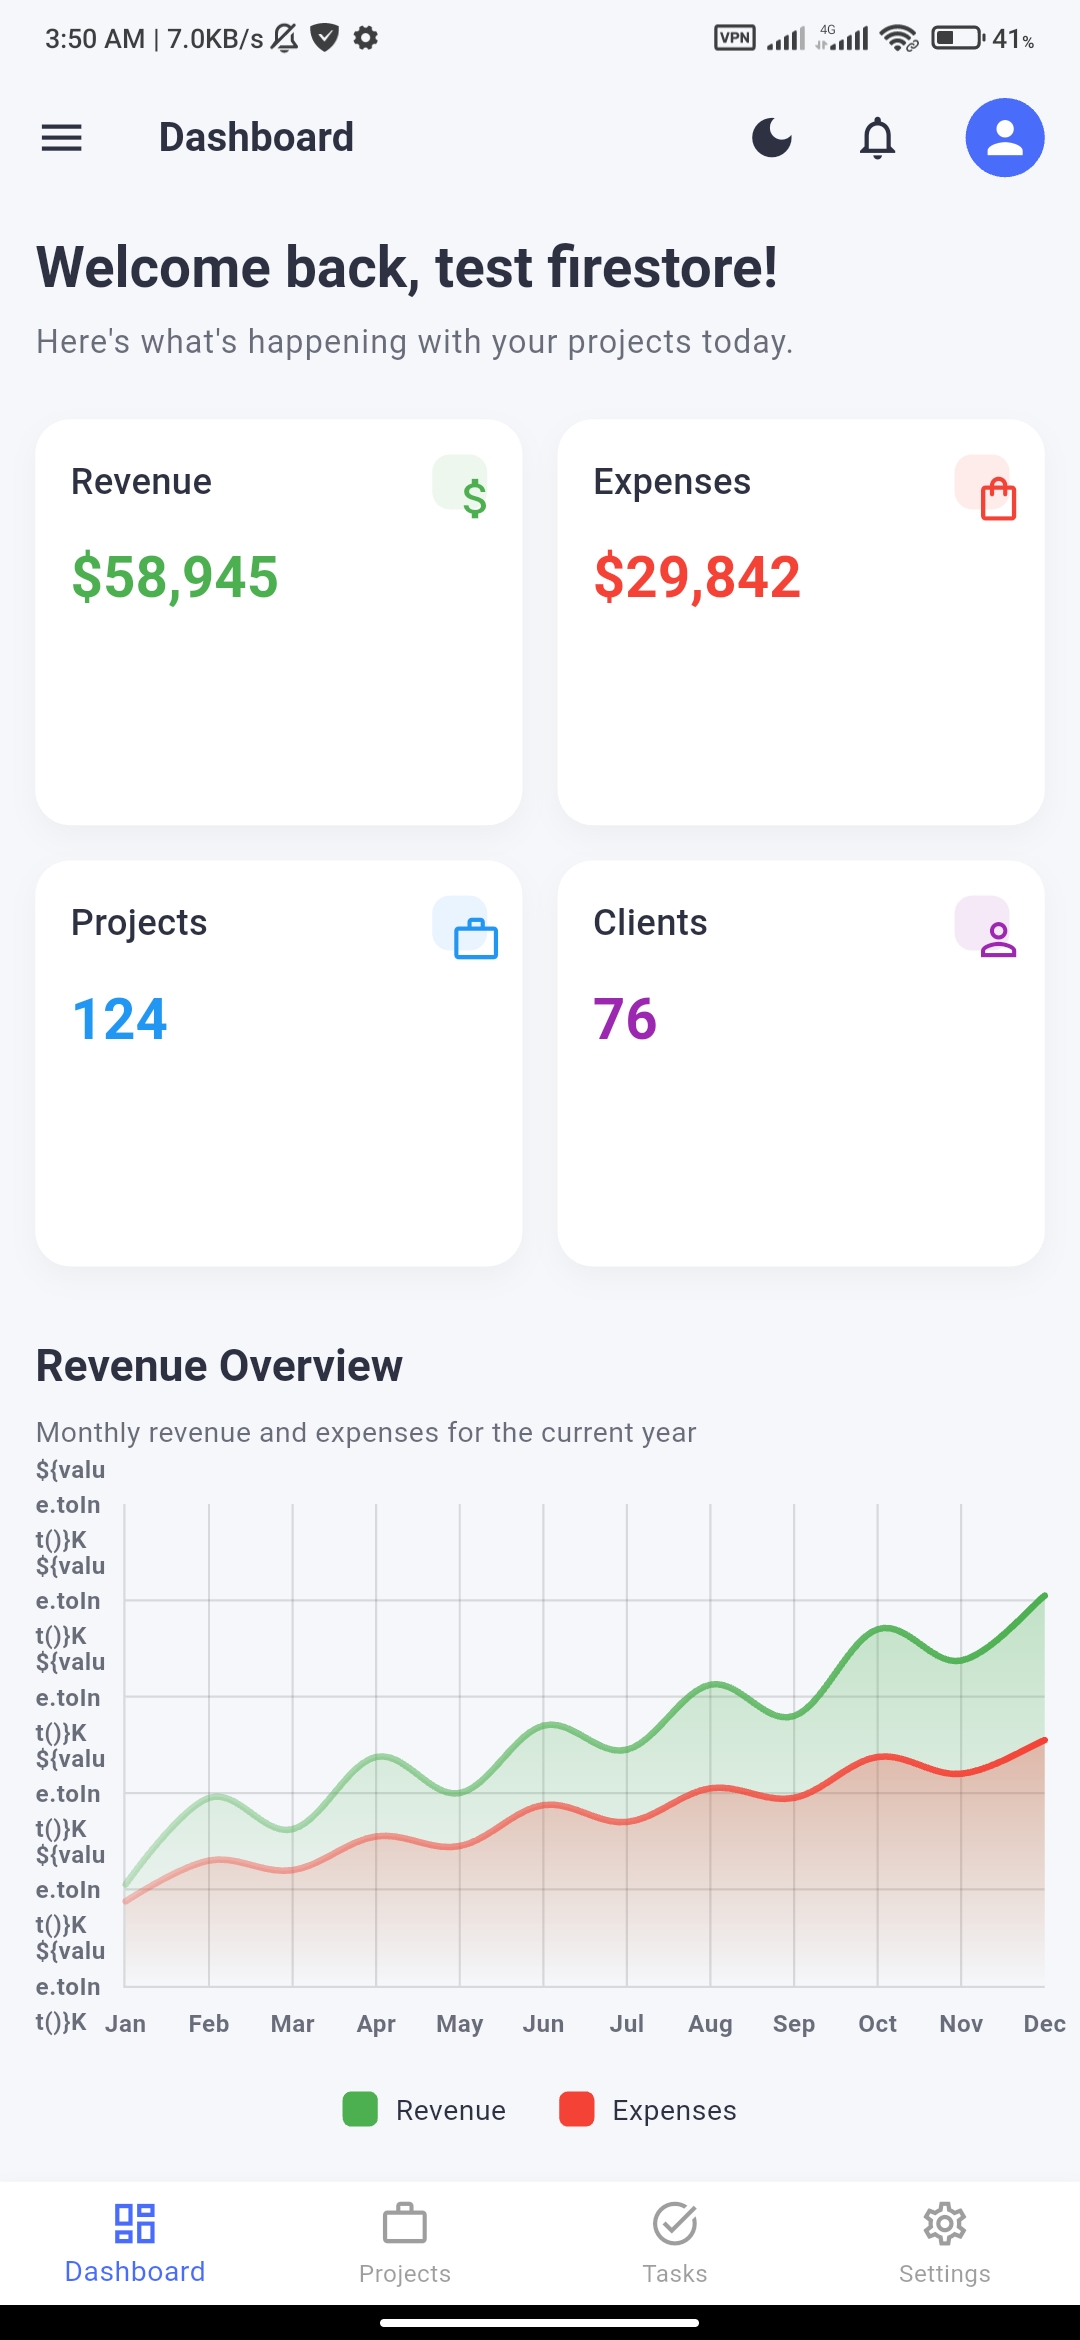 3:50 AM | 7.0KB/s
VPN
4G
41%
Dashboard
Welcome back, test firestore!
Here's what's happening with your projects today.
Revenue
$
$58,945
Expenses
$29,842
Projects
124
Clients
76
Revenue Overview
Monthly revenue and expenses for the current year
${valu
e.toIn
t()}K
${valu
e.toIn
t()}K
${valu
e.toIn
t()}K
${valu
e.toIn
t()}K
${valu
e.toIn
t()}K
${valu
e.toIn
t()}K
Jan Feb Mar Apr May Jun Jul Aug Sep Oct Nov Dec
Revenue Expenses
Dashboard Projects Tasks Settings